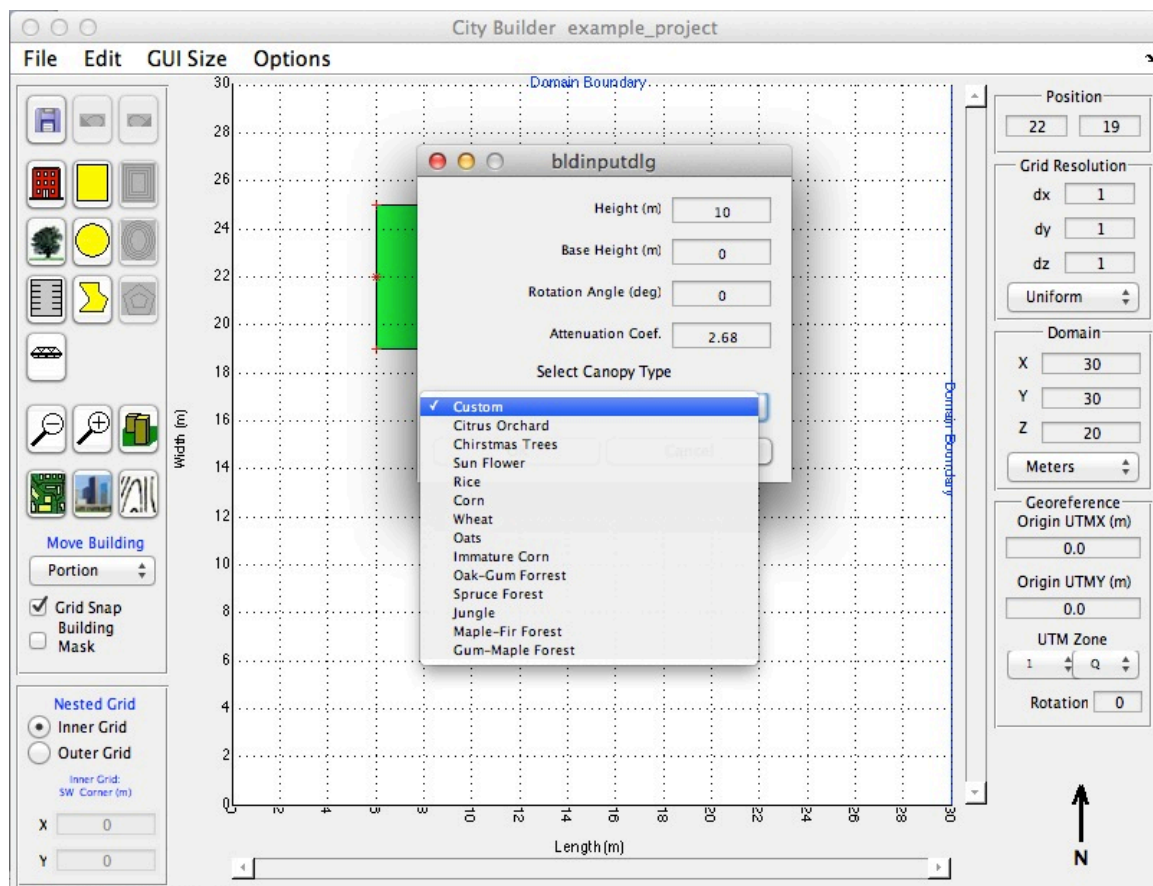 City Builder example_project
File Edit GUI Size Options
Domain Boundary
30
28
26
24
22
20
18
16
14
12
10
8
6
4
2
0
Width (m)
0 2 4 6 8 10 12 14 16 18 20 22 24 26 28 30
Length(m)
Domain Boundary
Move Building
Portion
Grid Snap
Building
Mask
Nested Grid
Inner Grid
Outer Grid
Inner Grid:
SW Corner (m)
X 0
Y 0
bldinputdlg
Height (m) 10
Base Height (m) 0
Rotation Angle (deg) 0
Attenuation Coef. 2.68
Select Canopy Type
✓ Custom
Citrus Orchard
Chirstmas Trees
Sun Flower
Rice
Corn
Wheat
Oats
Immature Corn
Oak-Gum Forrest
Spruce Forest
Jungle
Maple-Fir Forest
Gum-Maple Forest
Cancel
Position
22 19
Grid Resolution
dx 1
dy 1
dz 1
Uniform
Domain
X 30
Y 30
Z 20
Meters
Georeference
Origin UTMX (m)
0.0
Origin UTMY (m)
0.0
UTM Zone
1 Q
Rotation 0
N